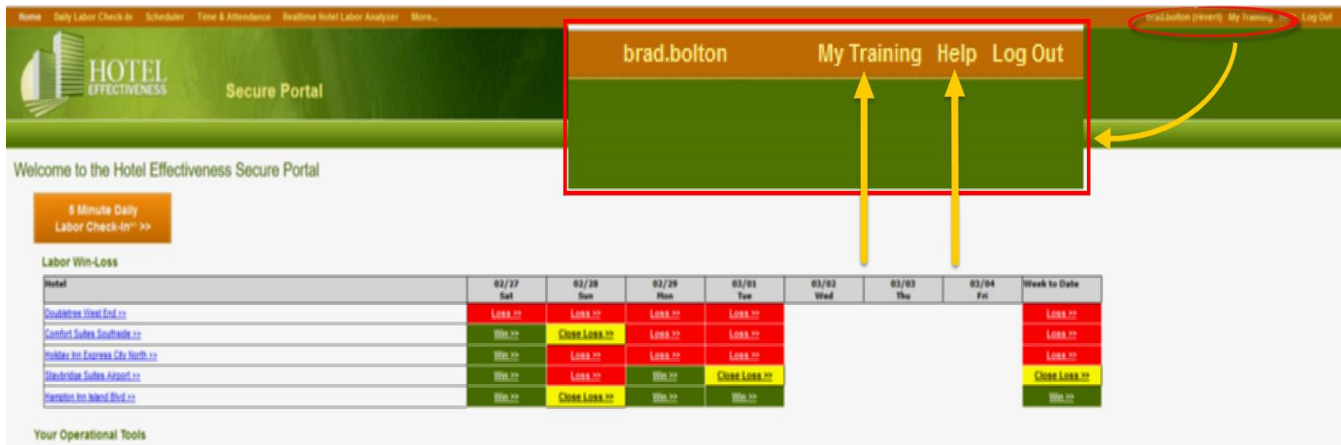 Home Daily Labor Check-In Scheduler Time & Attendance Realtime Hotel Labor Analyzer More...
brad.bolton (revert) My Training Help Log Out
brad.bolton My Training Help Log Out
HOTEL
EFFECTIVENESS
Secure Portal
Welcome to the Hotel Effectiveness Secure Portal
5 Minute Daily
Labor Check-In >>
Labor Win-Loss
Hotel 02/27 02/28 02/29 03/01 03/02 03/03 03/04 Week to Date
Sat Sun Mon Tue Wed Thu Fri
Doubletree West End >> Loss >> Loss >> Loss >> Loss >> Loss >>
Comfort Suites Southside >> Win >> Close Loss >> Loss >> Loss >> Loss >>
Holiday Inn Express City North >> Win >> Loss >> Loss >> Loss >> Loss >>
Staybridge Suites Airport >> Win >> Loss >> Win >> Close Loss >> Close Loss >>
Hampton Inn Island Blvd >> Win >> Close Loss >> Win >> Win >> Win >>
Your Operational Tools